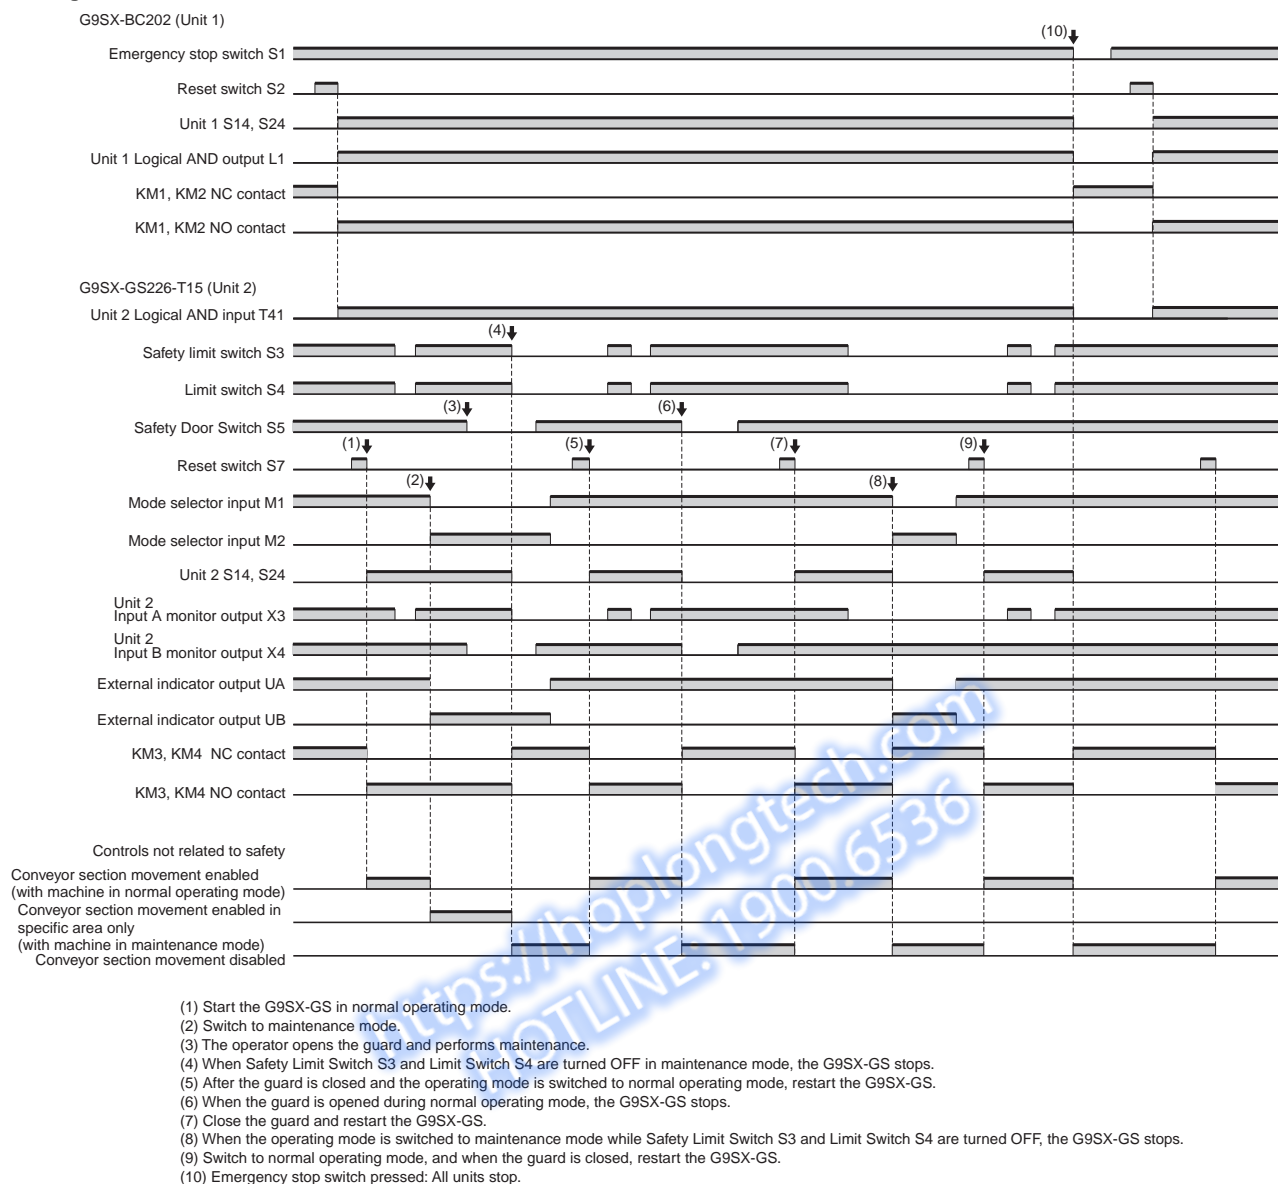 G9SX-BC202 (Unit 1)
(10)
Emergency stop switch S1
Reset switch S2
Unit 1 S14, S24
Unit 1 Logical AND output L1
KM1, KM2 NC contact
KM1, KM2 NO contact
G9SX-GS226-T15 (Unit 2)
Unit 2 Logical AND input T41
(4)
Safety limit switch S3
Limit switch S4
(3)
(6)
Safety Door Switch S5
(1)
(5)
(7)
(9)
Reset switch S7
(2)
(8)
Mode selector input M1
Mode selector input M2
Unit 2 S14, S24
Unit 2
Input A monitor output X3
Unit 2
Input B monitor output X4
External indicator output UA
External indicator output UB
KM3, KM4 NC contact
KM3, KM4 NO contact
Controls not related to safety
Conveyor section movement enabled
(with machine in normal operating mode)
Conveyor section movement enabled in
specific area only
(with machine in maintenance mode)
Conveyor section movement disabled
https://hoplongtech.com
HOTLINE: 1900.6536
(1) Start the G9SX-GS in normal operating mode.
(2) Switch to maintenance mode.
(3) The operator opens the guard and performs maintenance.
(4) When Safety Limit Switch S3 and Limit Switch S4 are turned OFF in maintenance mode, the G9SX-GS stops.
(5) After the guard is closed and the operating mode is switched to normal operating mode, restart the G9SX-GS.
(6) When the guard is opened during normal operating mode, the G9SX-GS stops.
(7) Close the guard and restart the G9SX-GS.
(8) When the operating mode is switched to maintenance mode while Safety Limit Switch S3 and Limit Switch S4 are turned OFF, the G9SX-GS stops.
(9) Switch to normal operating mode, and when the guard is closed, restart the G9SX-GS.
(10) Emergency stop switch pressed: All units stop.